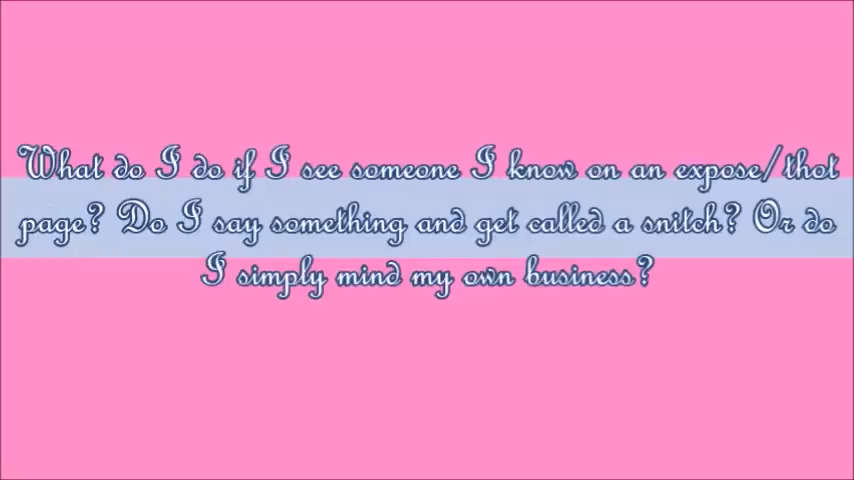 What do I do if I see someone I know on an expose/thot
page? Do I say something and get called a snitch? Or do
I simply mind my own business?